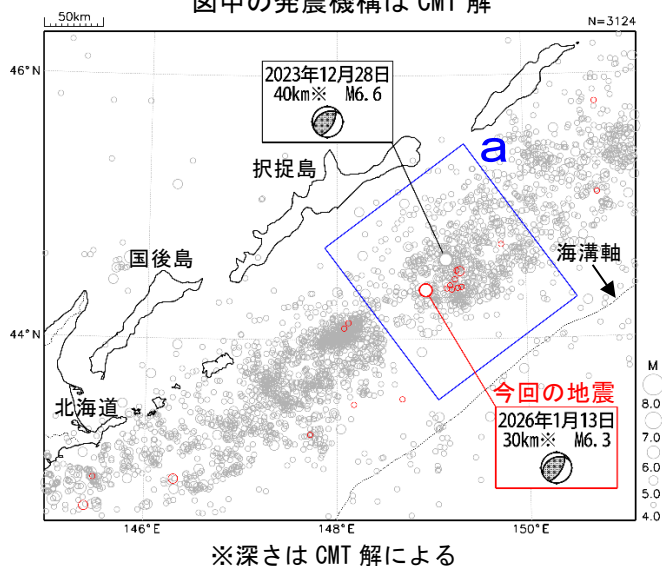 図中の発震機構は CMT 解
50km
N=3124
46°N
2023年12月28日
40km※ M6.6
a
択捉島
国後島
海溝軸
44°N
北海道
今回の地震
2026年1月13日
30km※ M6.3
M
8.0
7.0
6.0
5.0
4.0
146°E
148°E
150°E
※深さは CMT 解による